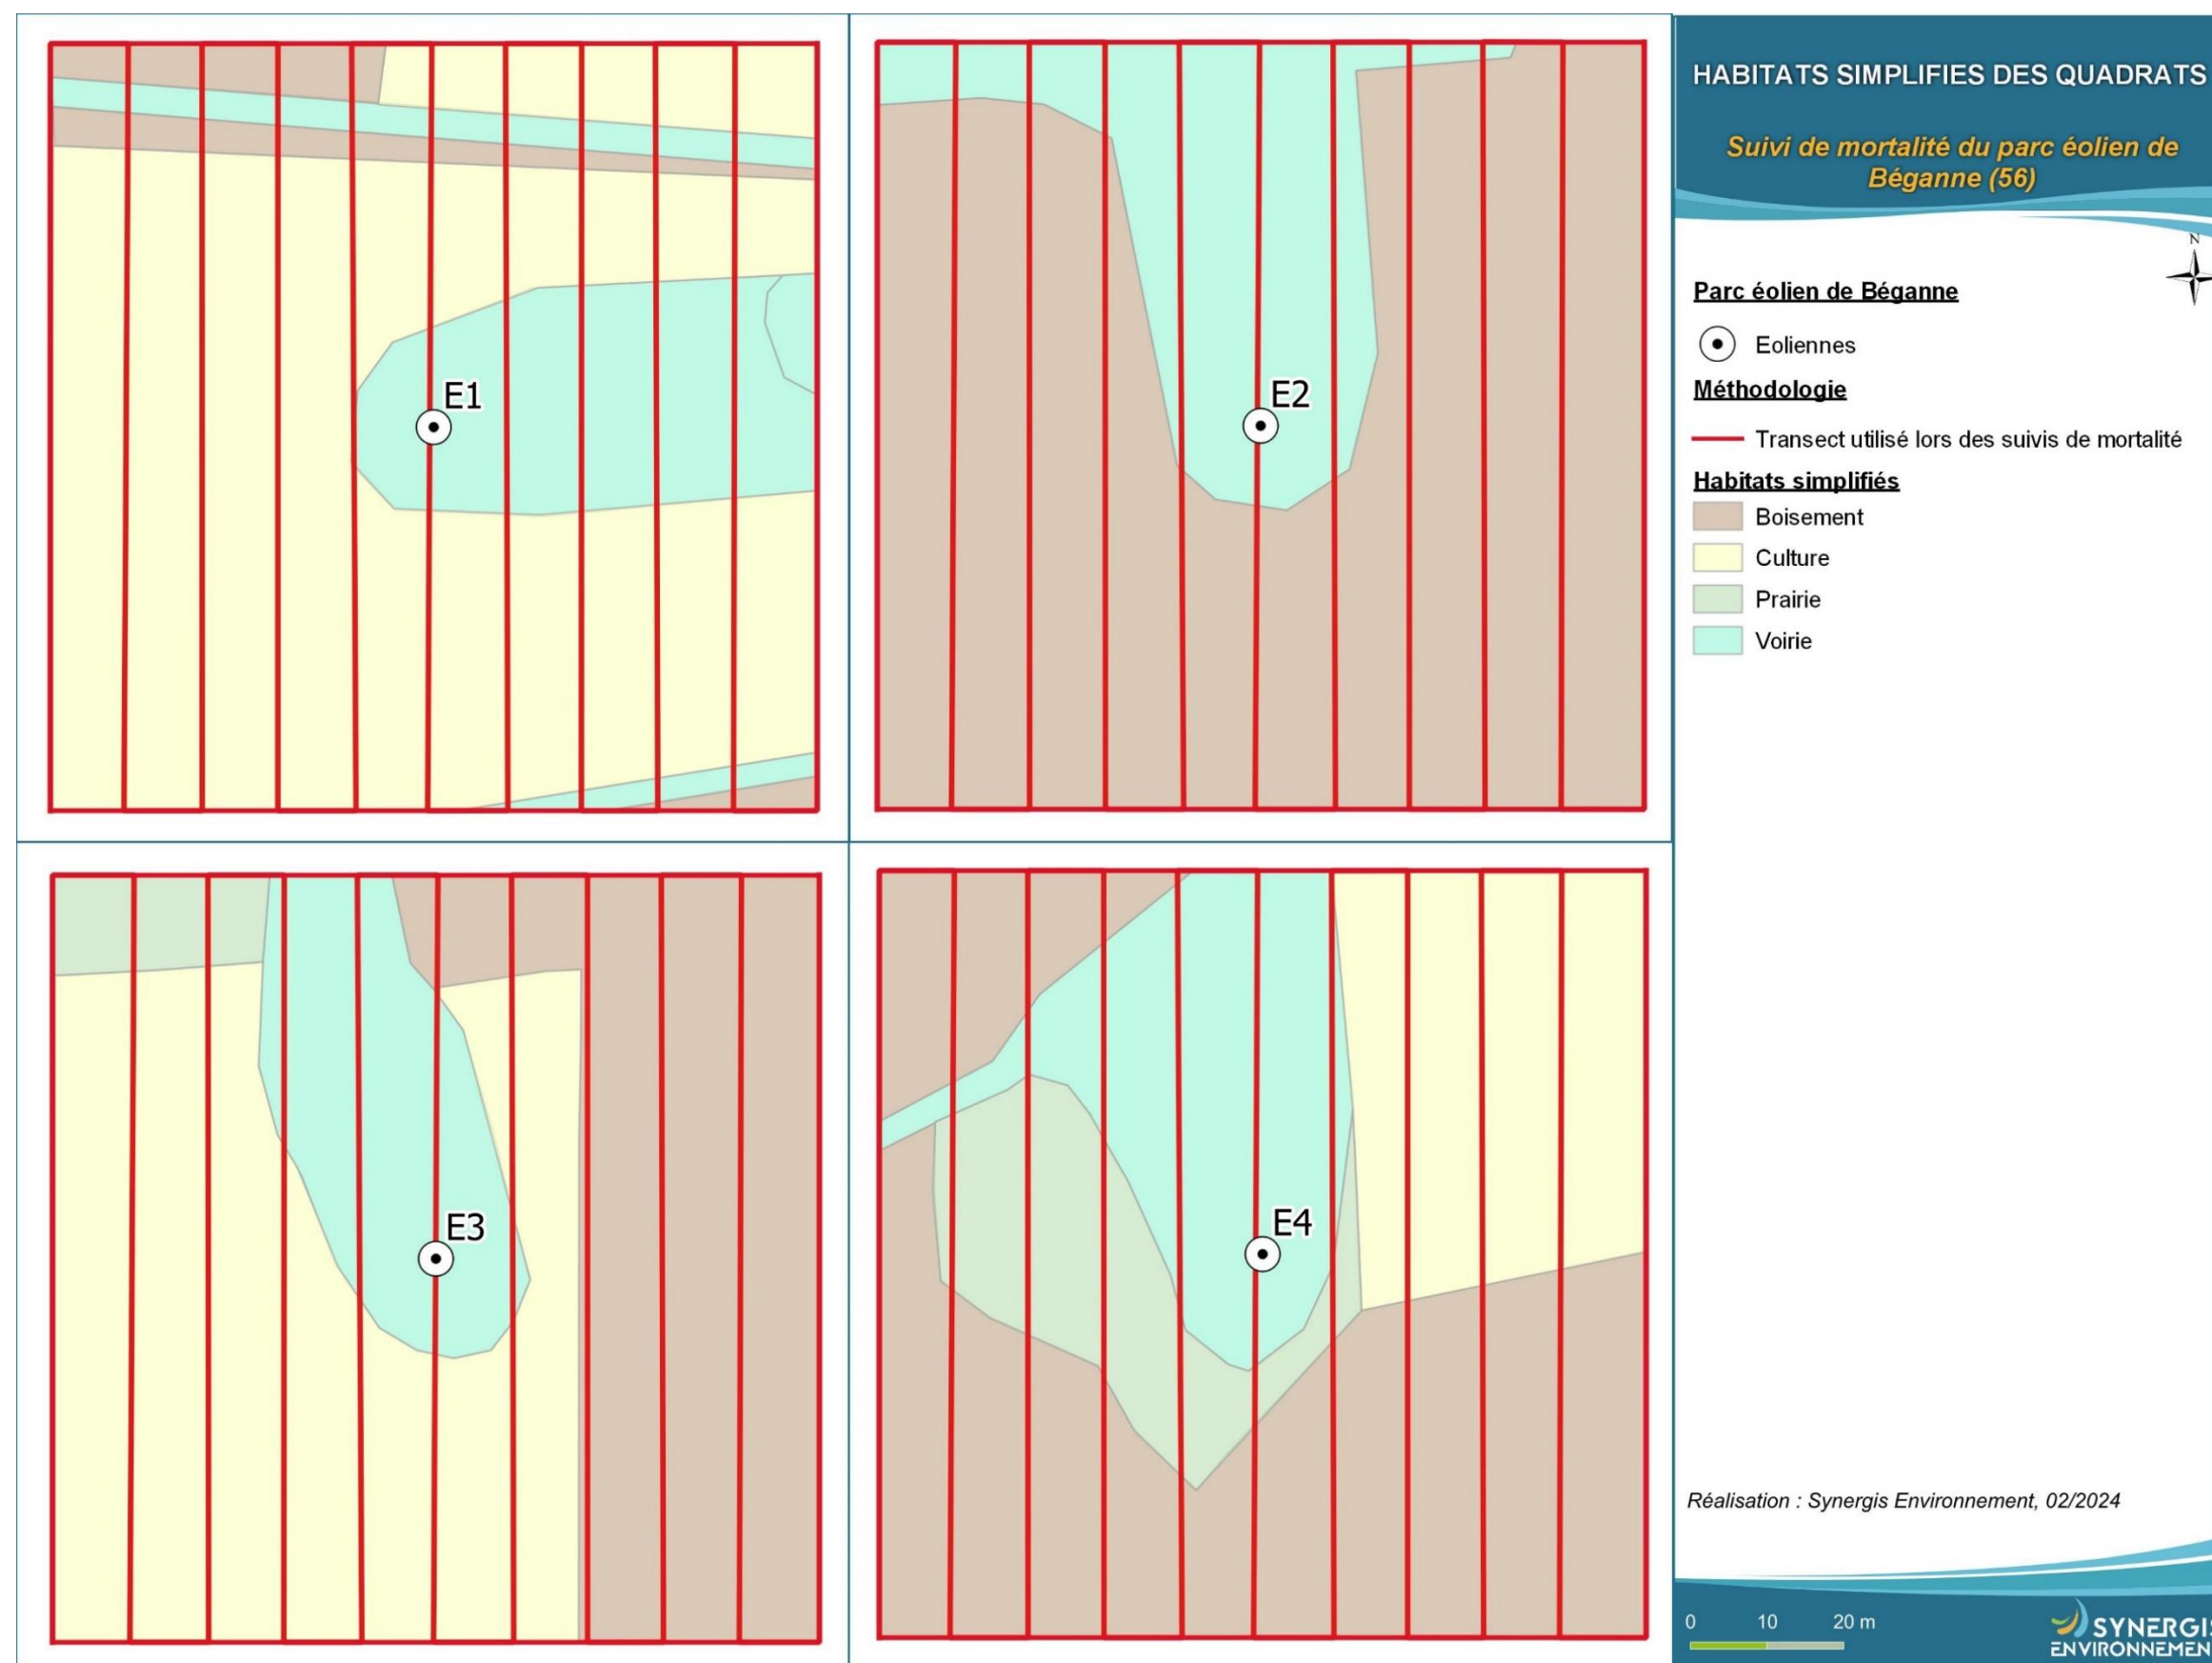 HABITATS SIMPLIFIES DES QUADRATS
Suivi de mortalité du parc éolien de
Béganne (56)
N
Parc éolien de Béganne
Eoliennes
Méthodologie
Transect utilisé lors des suivis de mortalité
Habitats simplifiés
Boisement
Culture
Prairie
Voirie
E1
E2
E3
E4
Réalisation : Synergis Environnement, 02/2024
0 10 20 m
SYNERGIS
ENVIRONNEMEN